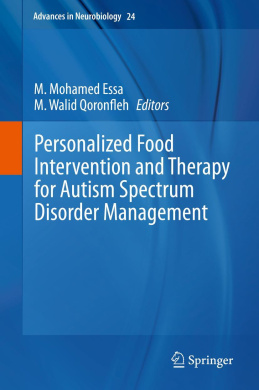 Advances in Neurobiology 24
M. Mohamed Essa
M. Walid Qoronfleh Editors
Personalized Food
Intervention and Therapy
for Autism Spectrum
Disorder Management
Springer